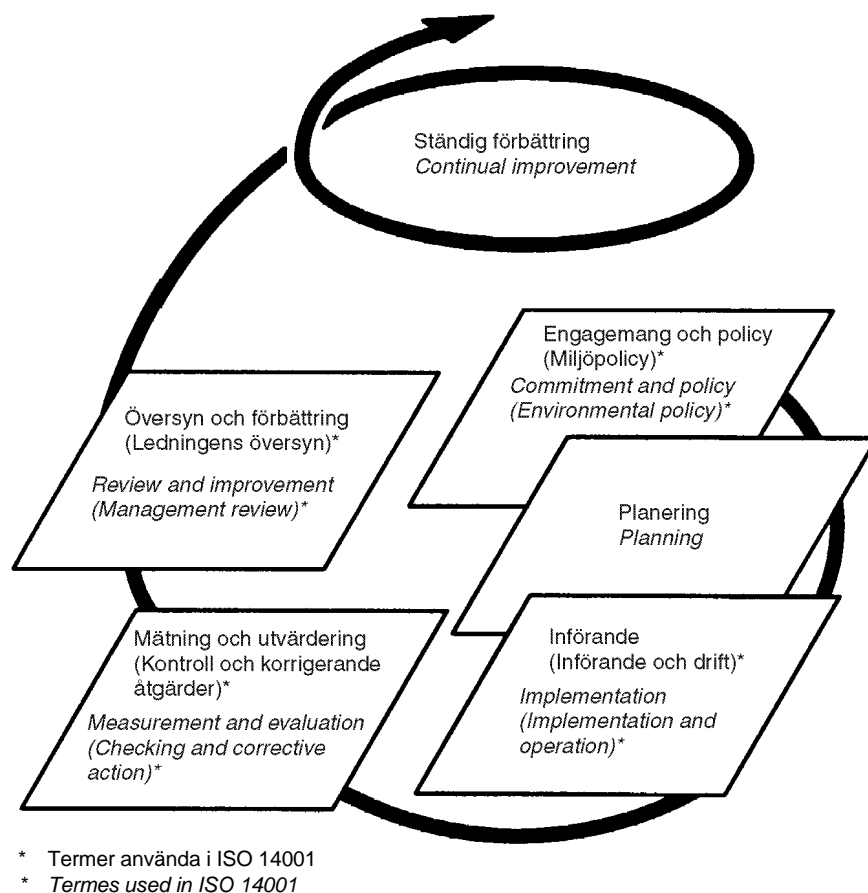 Ständig förbättring
Continual improvement
Engagemang och policy
(Miljöpolicy)*
Commitment and policy
(Environmental policy)*
Översyn och förbättring
(Ledningens översyn)*
Review and improvement
(Management review)*
Planering
Planning
Mätning och utvärdering
(Kontroll och korrigerande
åtgärder)*
Measurement and evaluation
(Checking and corrective
action)*
Införande
(Införande och drift)*
Implementation
(Implementation and
operation)*
* Termer använda i ISO 14001
* Termes used in ISO 14001